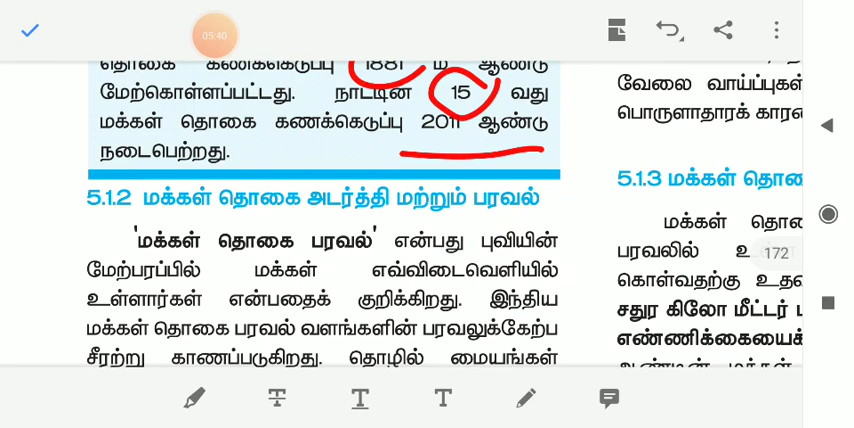 05:40
தொகை கணக்கெடுப்பு 1881 ம் ஆண்டு
மேற்கொள்ளப்பட்டது. நாட்டின் 15 வது
மக்கள் தொகை கணக்கெடுப்பு 2011 ஆண்டு
நடைபெற்றது.
5.1.2 மக்கள் தொகை அடர்த்தி மற்றும் பரவல்
'மக்கள் தொகை பரவல்' என்பது புவியின்
மேற்பரப்பில் மக்கள் எவ்விடைவெளியில்
உள்ளார்கள் என்பதைக் குறிக்கிறது. இந்திய
மக்கள் தொகை பரவல் வளங்களின் பரவலுக்கேற்ப
சீரற்று காணப்படுகிறது. தொழில் மையங்கள்
வேலை வாய்ப்புகள்
பொருளாதாரக்
5.1.3 மக்கள்
மக்கள்
பரவலில்
கொள்வதற்கு
சதுர கிலோ மீட்டர்
எண்ணிக்கையைக்
172
T
T
T